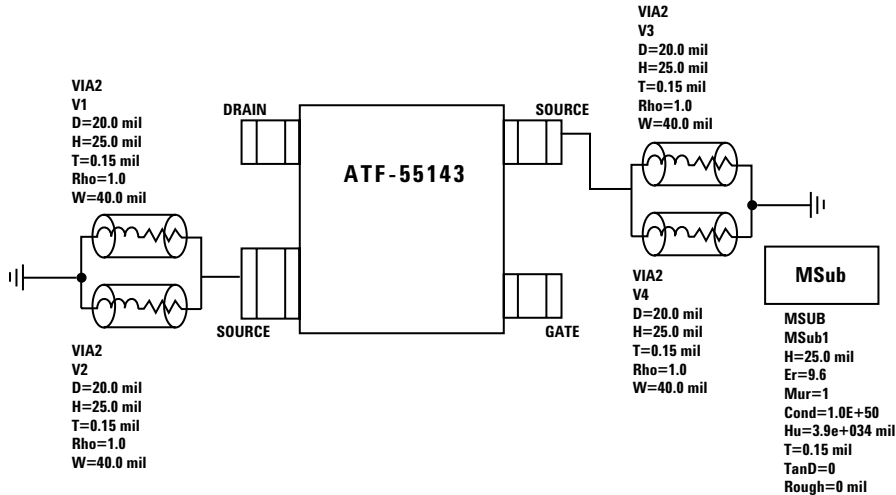 VIA2
V1
D=20.0 mil
H=25.0 mil
T=0.15 mil
Rho=1.0
W=40.0 mil
DRAIN
SOURCE
ATF-55143
VIA2
V3
D=20.0 mil
H=25.0 mil
T=0.15 mil
Rho=1.0
W=40.0 mil
SOURCE
GATE
VIA2
V2
D=20.0 mil
H=25.0 mil
T=0.15 mil
Rho=1.0
W=40.0 mil
VIA2
V4
D=20.0 mil
H=25.0 mil
T=0.15 mil
Rho=1.0
W=40.0 mil
MSub
MSUB
MSub1
H=25.0 mil
Er=9.6
Mur=1
Cond=1.0E+50
Hu=3.9e+034 mil
T=0.15 mil
TanD=0
Rough=0 mil